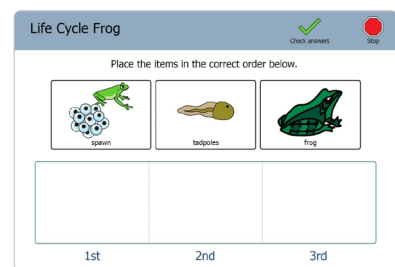 Life Cycle Frog
Check answers
Stop
Place the items in the correct order below.
spawn
tadpoles
frog
1st
2nd
3rd